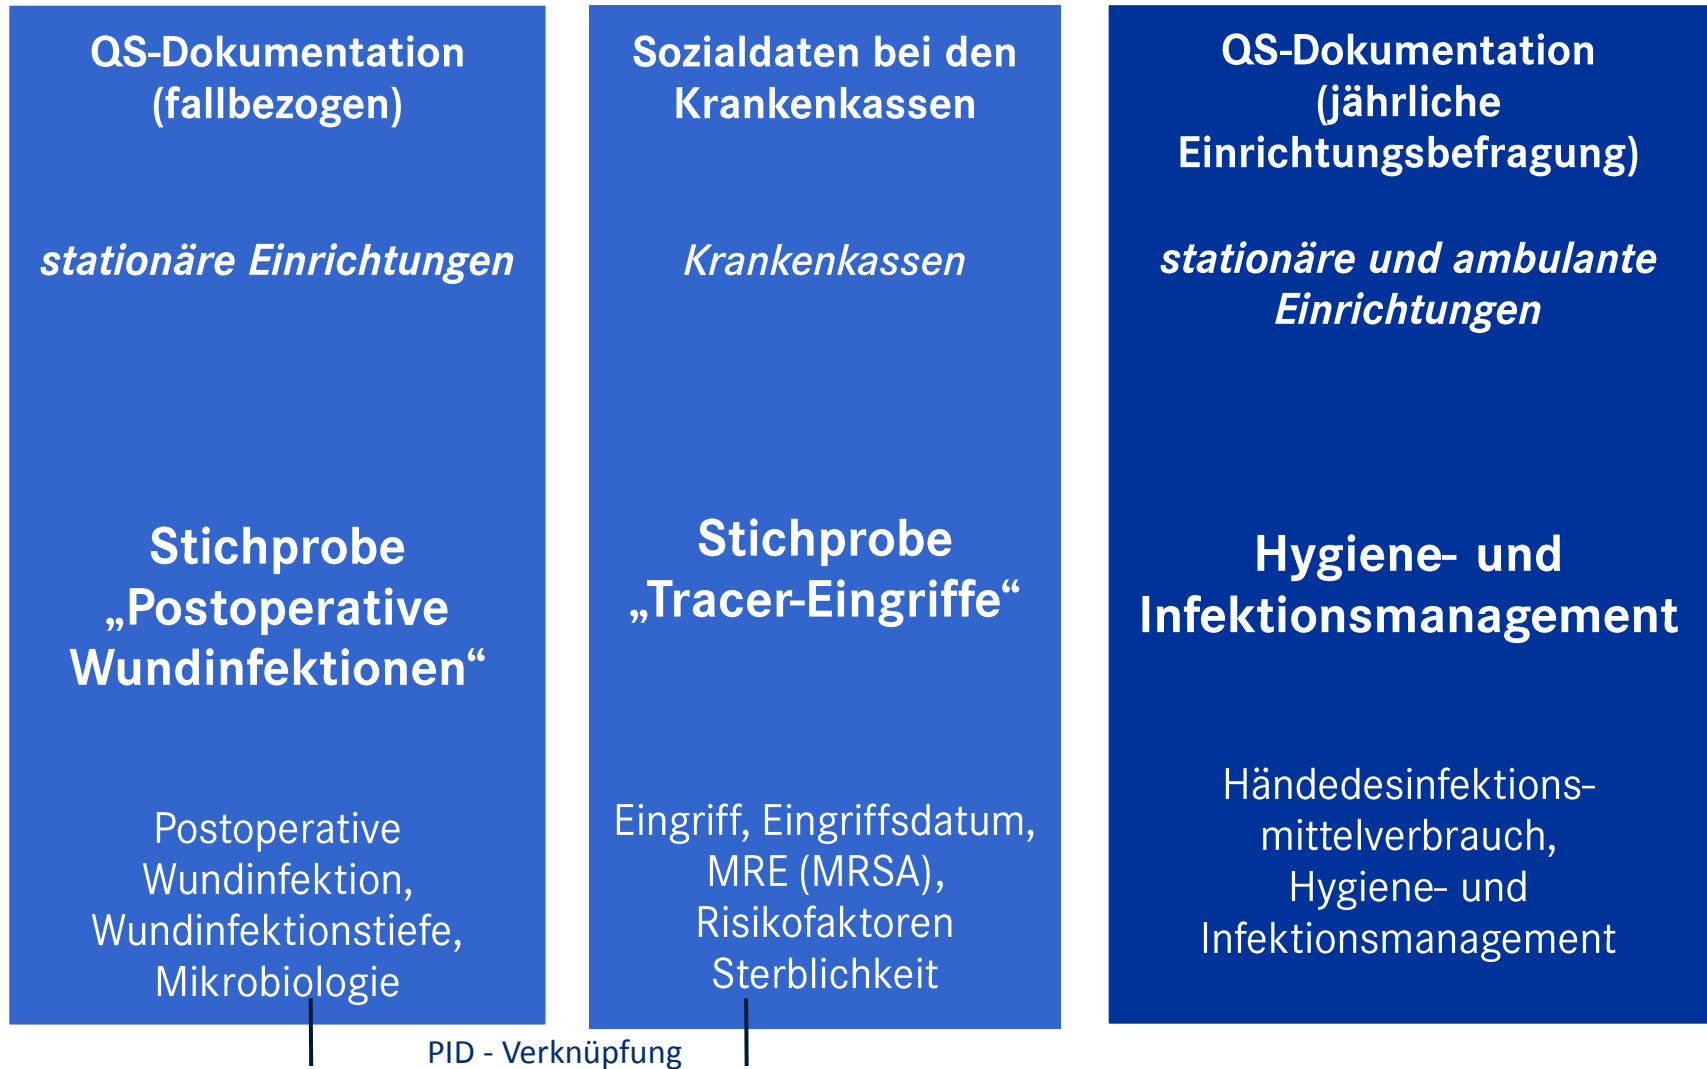 QS-Dokumentation
(fallbezogen)
stationäre Einrichtungen
Stichprobe
„Postoperative
Wundinfektionen“
Postoperative
Wundinfektion,
Wundinfektionstiefe,
Mikrobiologie
Sozialdaten bei den
Krankenkassen
Krankenkassen
Stichprobe
„Tracer-Eingriffe“
Eingriff, Eingriffsdatum,
MRE (MRSA),
Risikofaktoren
Sterblichkeit
QS-Dokumentation
(jährliche
Einrichtungsbefragung)
stationäre und ambulante
Einrichtungen
Hygiene- und
Infektionsmanagement
Händedesinfektions-
mittelverbrauch,
Hygiene- und
Infektionsmanagement
PID - Verknüpfung